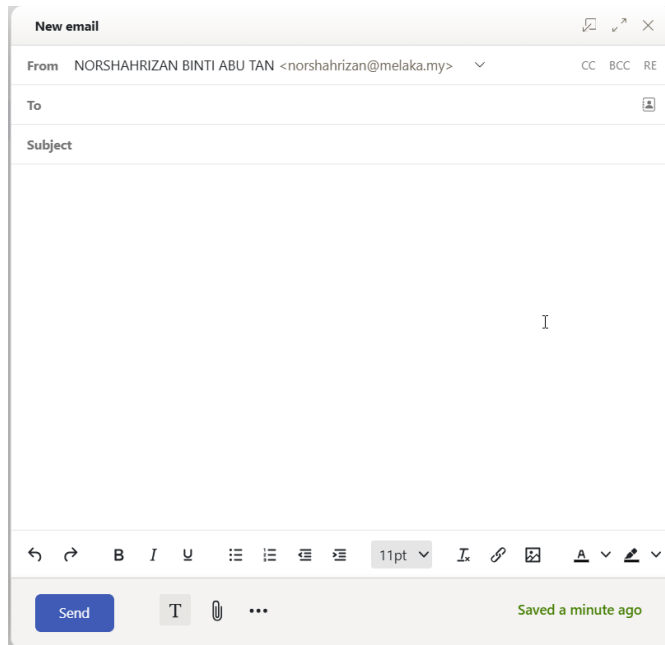 New email
From NORSHAHRIZAN BINTI ABU TAN <norshahrizan@melaka.my> CC BCC RE
To
Subject
B I U 11pt A
Send T Saved a minute ago